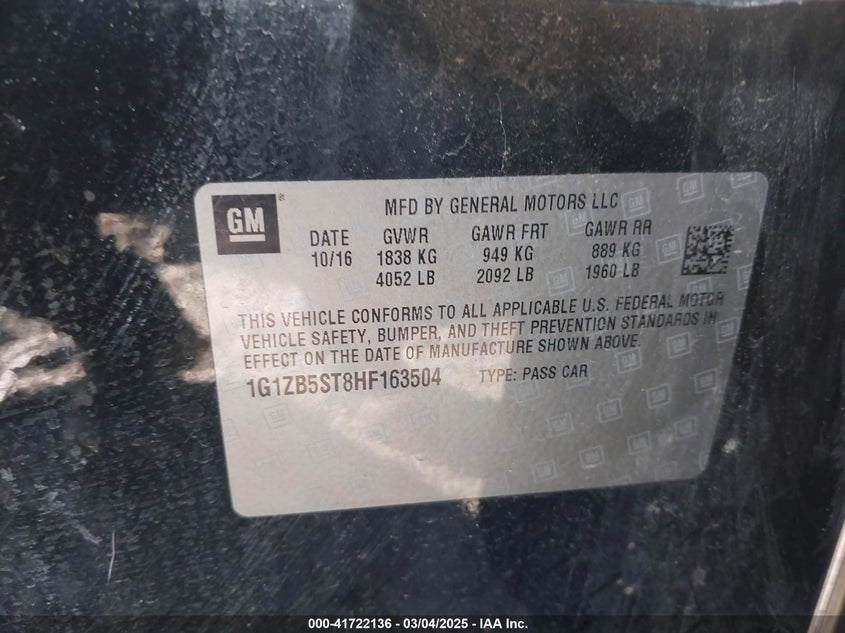 GM ®
MFD BY GENERAL MOTORS LLC
DATE GVWR GAWR FRT GAWR RR
10/16 1838 KG 949 KG 889 KG
4052 LB 2092 LB 1960 LB
THIS VEHICLE CONFORMS TO ALL APPLICABLE U.S. FEDERAL MOTOR
VEHICLE SAFETY, BUMPER, AND THEFT PREVENTION STANDARDS IN
EFFECT ON THE DATE OF MANUFACTURE SHOWN ABOVE.
1G1ZB5ST8HF163504 TYPE: PASS CAR
000-41722136 - 03/04/2025 - IAA Inc.